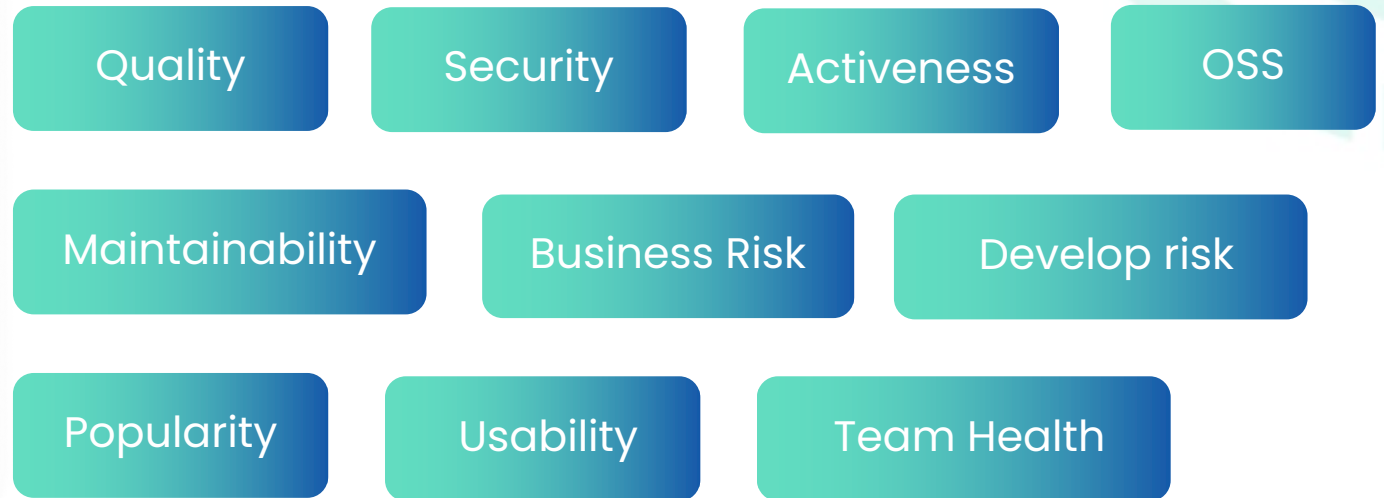 Quality
Security
Activeness
OSS
Maintainability
Business Risk
Develop risk
Popularity
Usability
Team Health